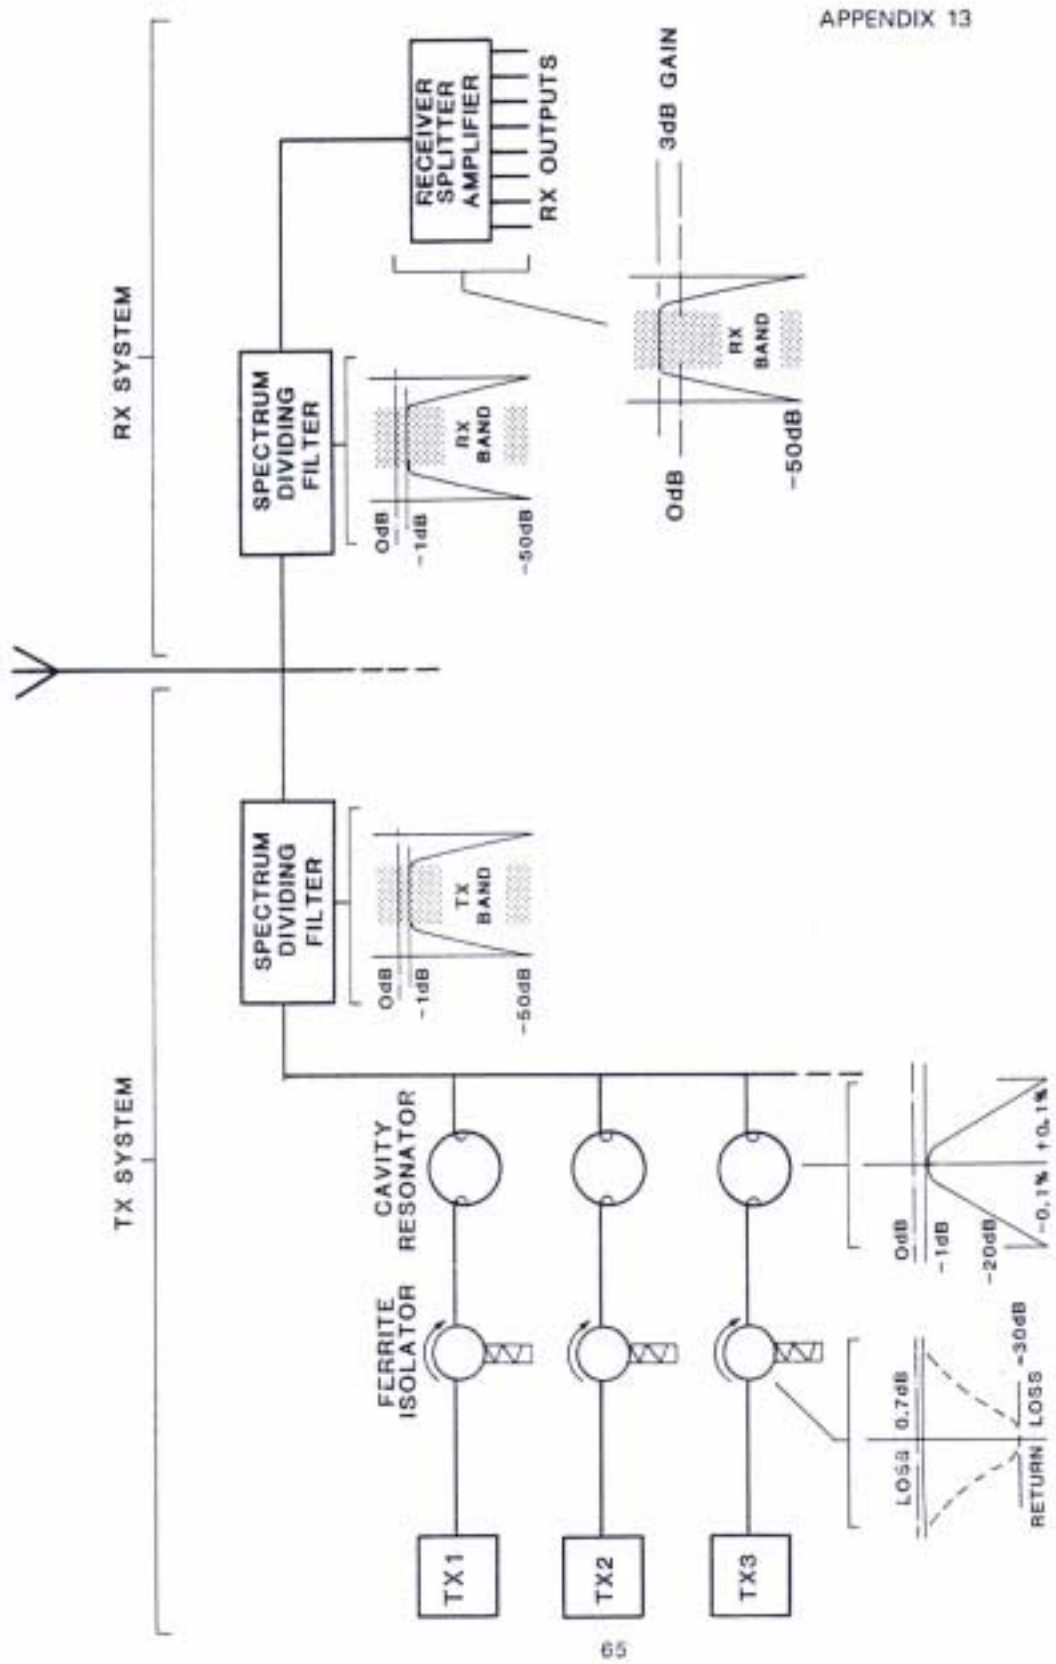 APPENDIX 13
TX SYSTEM
RX SYSTEM
SPECTRUM
DIVIDING
FILTER
SPECTRUM
DIVIDING
FILTER
RECEIVER
SPLITTER
AMPLIFIER
RX OUTPUTS
0dB
-1dB
TX
BAND
-50dB
0dB
-1dB
RX
BAND
-50dB
3dB GAIN
0dB
RX
BAND
-50dB
FERRITE
ISOLATOR
CAVITY
RESONATOR
TX1
TX2
TX3
LOSS 0.7dB
-30dB
RETURN LOSS
0dB
-1dB
-20dB
-0.1% +0.1%
65